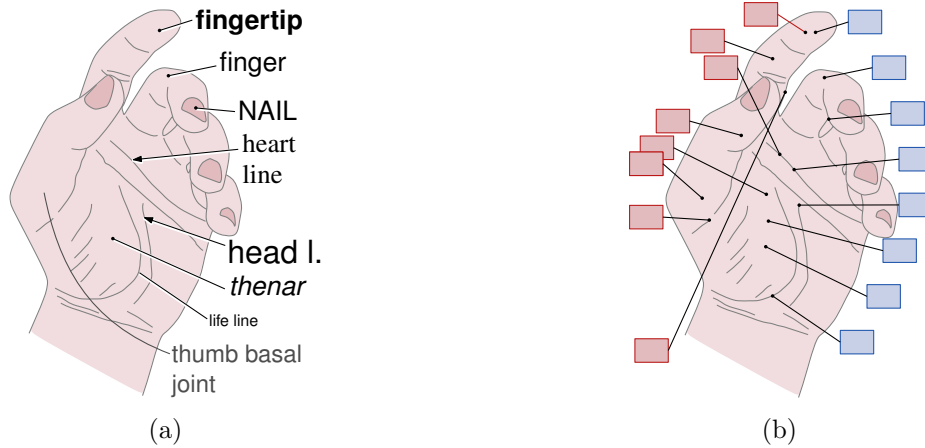 fingertip
finger
NAIL
heart
line
head l.
thenar
life line
thumb basal
joint
(a)
(b)